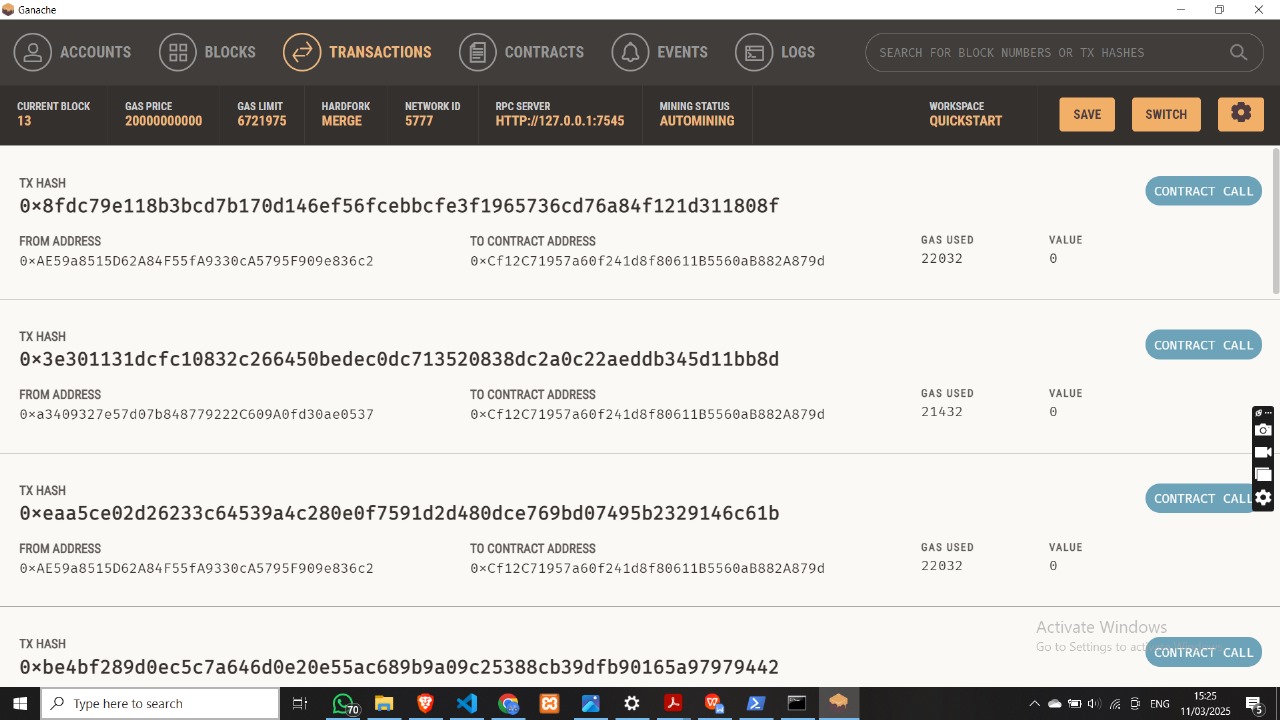 Ganache
ACCOUNTS BLOCKS TRANSACTIONS CONTRACTS EVENTS LOGS SEARCH FOR BLOCK NUMBERS OR TX HASHES
CURRENT BLOCK GAS PRICE GAS LIMIT HARDFORK NETWORK ID RPC SERVER MINING STATUS WORKSPACE
13 20000000000 6721975 MERGE 5777 HTTP://127.0.0.1:7545 AUTOMINING QUICKSTART SAVE SWITCH
TX HASH
0×8fdc79e118b3bcd7b170d146ef56fcebbcfe3f1965736cd76a84f121d311808f CONTRACT CALL
FROM ADDRESS TO CONTRACT ADDRESS GAS USED VALUE
0×AE59a8515D62A84F55fA9330cA5795F909e836c2 0×Cf12C71957a60f241d8f80611B5560aB882A879d 22032 0
TX HASH
0×3e301131dcfc10832c266450bedec0dc713520838dc2a0c22aeddb345d11bb8d CONTRACT CALL
FROM ADDRESS TO CONTRACT ADDRESS GAS USED VALUE
0×a3409327e57d07b848779222C609A0fd30ae0537 0×Cf12C71957a60f241d8f80611B5560aB882A879d 21432 0
TX HASH
0×eaa5ce02d26233c64539a4c280e0f7591d2d480dce769bd07495b2329146c61b CONTRACT CALL
FROM ADDRESS TO CONTRACT ADDRESS GAS USED VALUE
0×AE59a8515D62A84F55fA9330cA5795F909e836c2 0×Cf12C71957a60f241d8f80611B5560aB882A879d 22032 0
Activate Windows
TX HASH Go to Settings to CONTRACT CALL
0×be4bf289d0ec5c7a646d0e20e55ac689b9a09c25388cb39dfb90165a97979442
Type here to search 70 ENG 15:25
11/03/2025 5